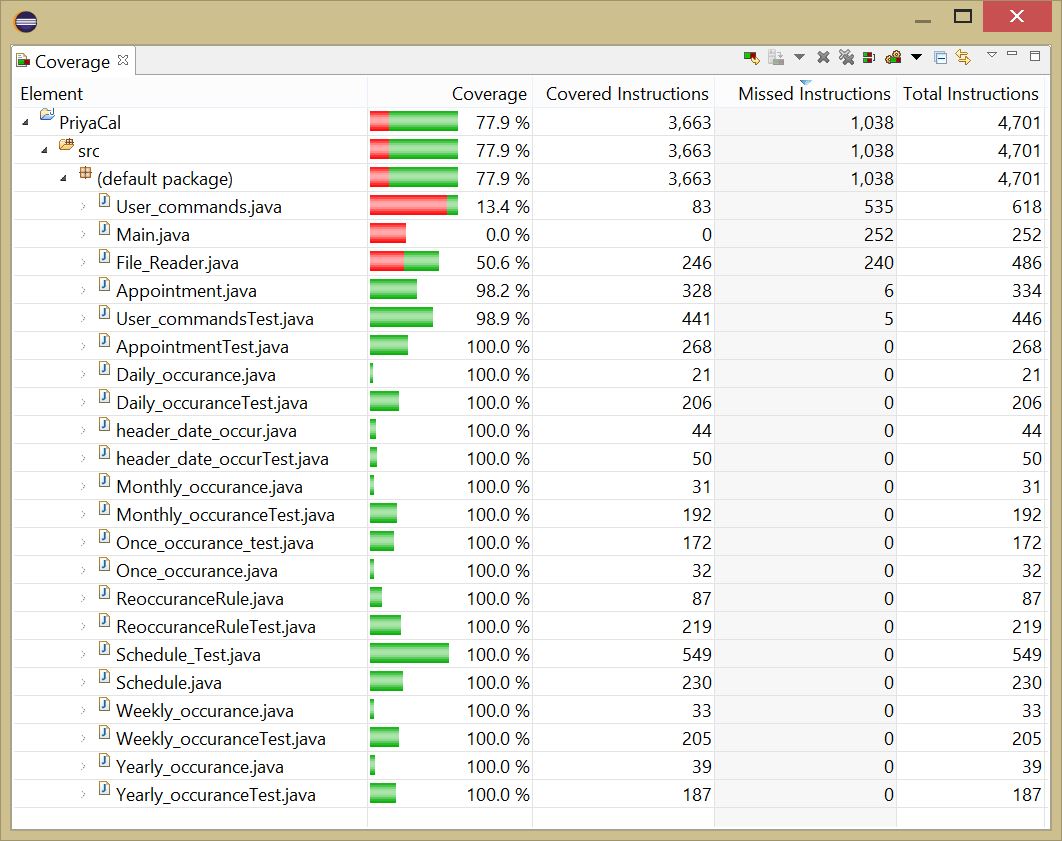 Coverage
Element Coverage Covered Instructions Missed Instructions Total Instructions
PriyaCal 77.9 % 3,663 1,038 4,701
src 77.9 % 3,663 1,038 4,701
(default package) 77.9 % 3,663 1,038 4,701
User_commands.java 13.4 % 83 535 618
Main.java 0.0 % 0 252 252
File_Reader.java 50.6 % 246 240 486
Appointment.java 98.2 % 328 6 334
User_commandsTest.java 98.9 % 441 5 446
AppointmentTest.java 100.0 % 268 0 268
Daily_occurance.java 100.0 % 21 0 21
Daily_occuranceTest.java 100.0 % 206 0 206
header_date_occur.java 100.0 % 44 0 44
header_date_occurTest.java 100.0 % 50 0 50
Monthly_occurance.java 100.0 % 31 0 31
Monthly_occuranceTest.java 100.0 % 192 0 192
Once_occurance_test.java 100.0 % 172 0 172
Once_occurance.java 100.0 % 32 0 32
ReoccuranceRule.java 100.0 % 87 0 87
ReoccuranceRuleTest.java 100.0 % 219 0 219
Schedule_Test.java 100.0 % 549 0 549
Schedule.java 100.0 % 230 0 230
Weekly_occurance.java 100.0 % 33 0 33
Weekly_occuranceTest.java 100.0 % 205 0 205
Yearly_occurance.java 100.0 % 39 0 39
Yearly_occuranceTest.java 100.0 % 187 0 187